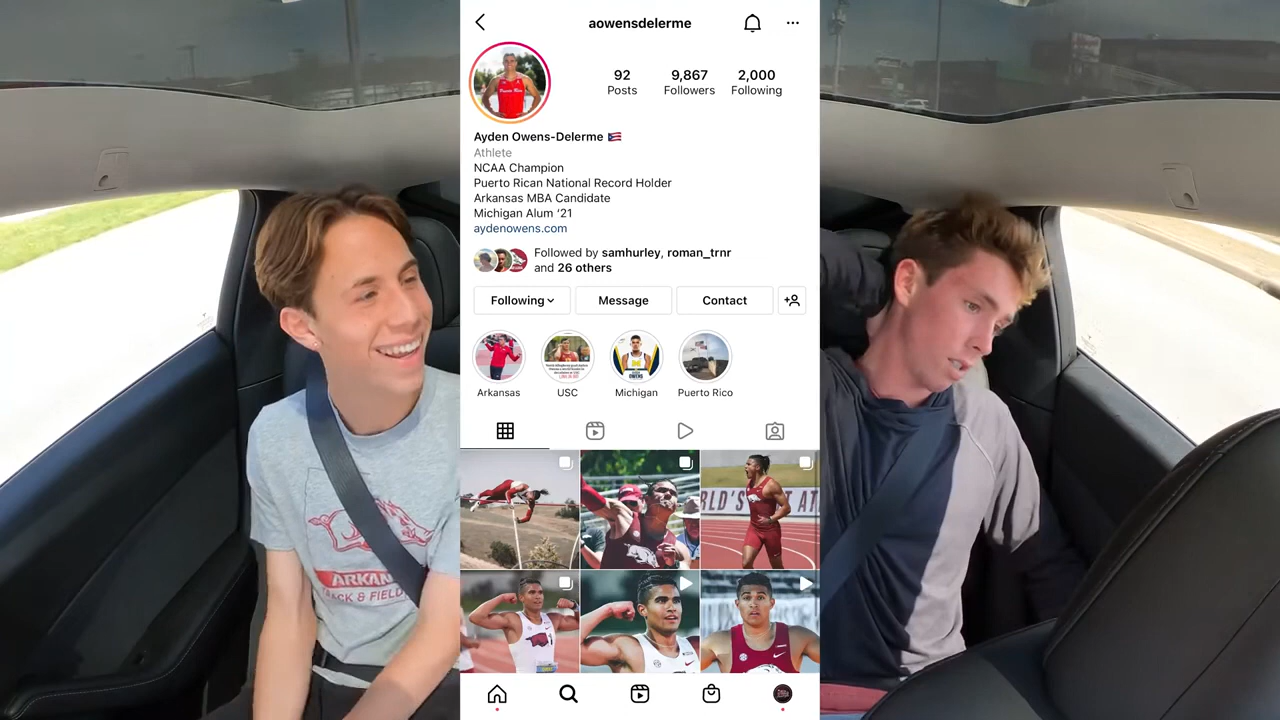 aowensdelerme
92 9,867 2,000
Posts Followers Following
Ayden Owens-Delerme 🇵🇷
Athlete
NCAA Champion
Puerto Rican National Record Holder
Arkansas MBA Candidate
Michigan Alum ‘21
aydenowens.com
Followed by samhurley, roman_trnr
and 26 others
Following Message Contact
Arkansas USC Michigan Puerto Rico
ARKAN
TRACK & FIELD